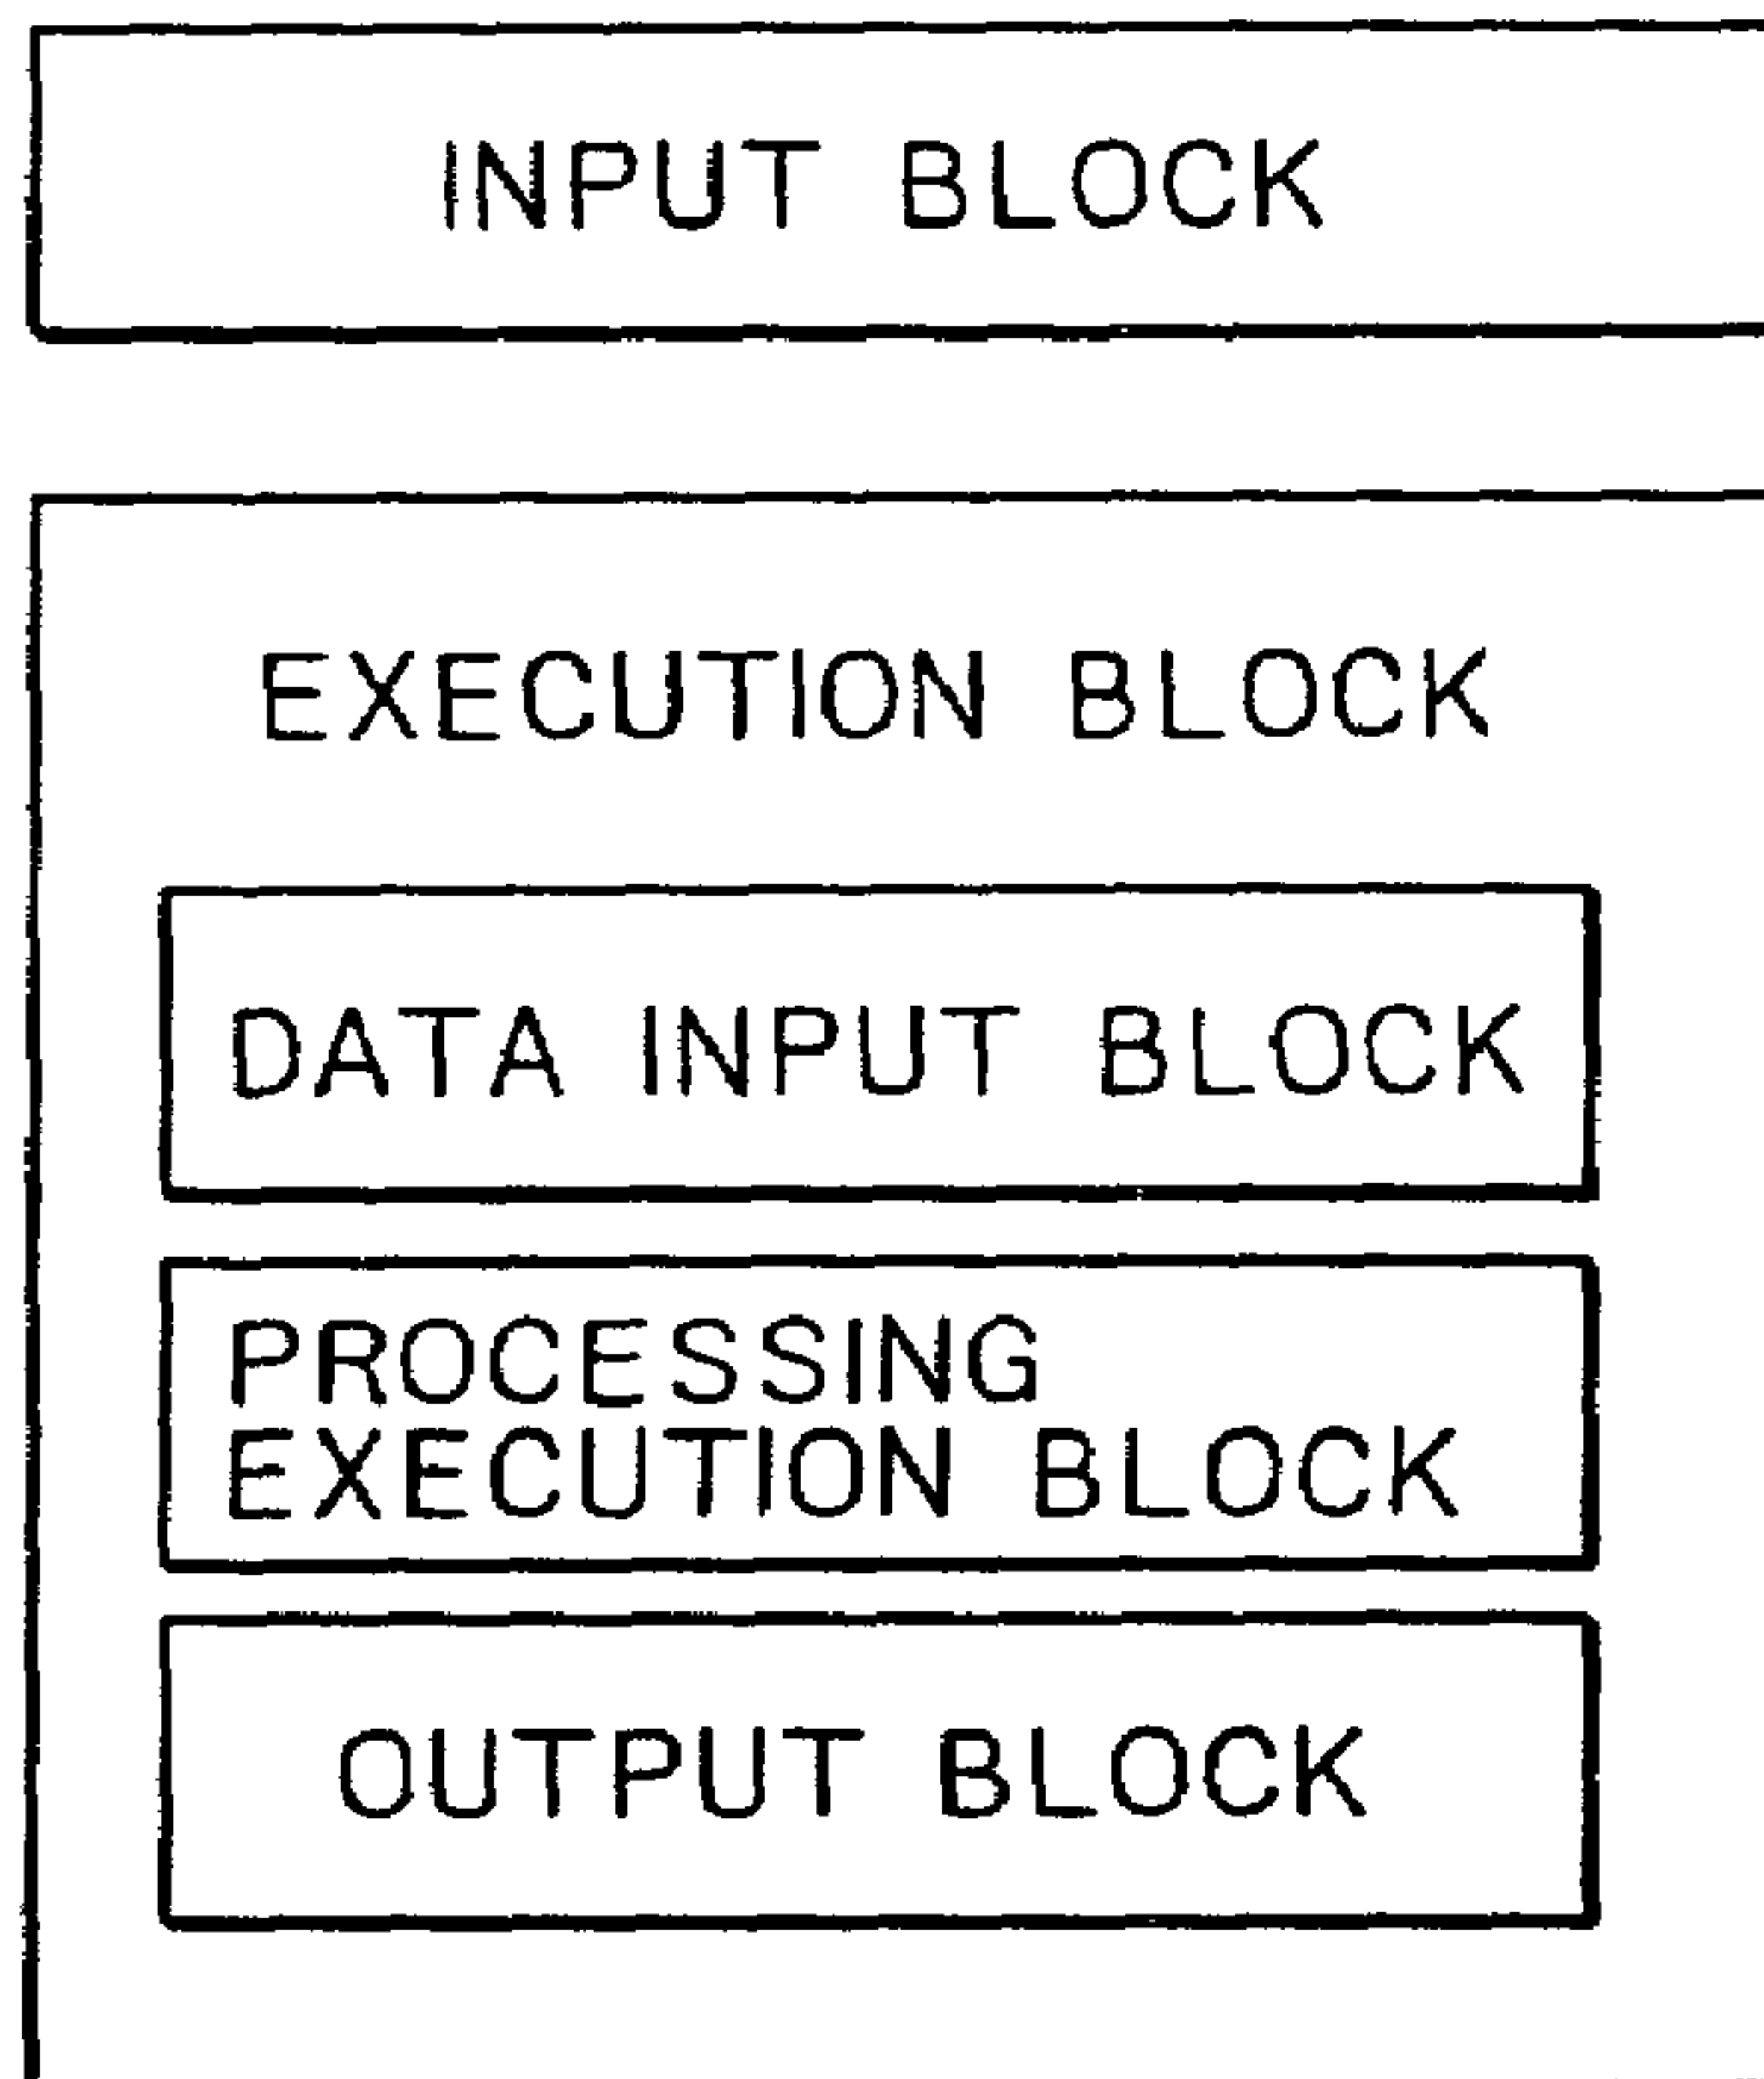 INPUT BLOCK
EXECUTION BLOCK
DATA INPUT BLOCK
PROCESSING
EXECUTION BLOCK
OUTPUT BLOCK